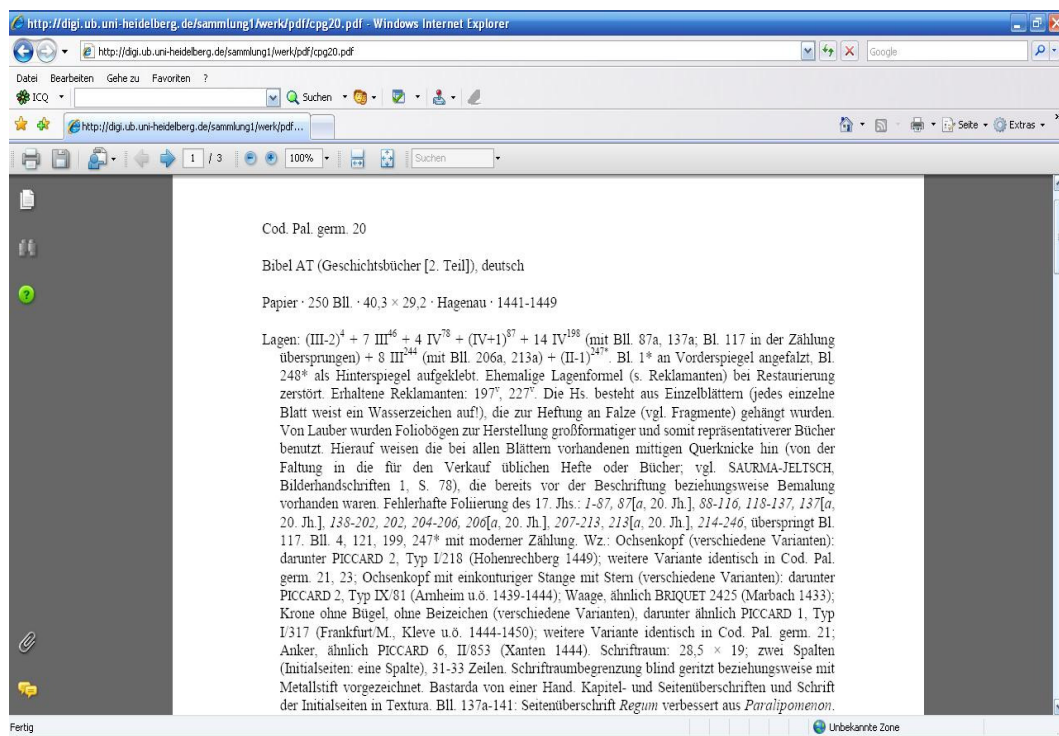 http://digi.ub.uni-heidelberg.de/sammlung1/werk/pdf/cpg20.pdf - Windows Internet Explorer
http://digi.ub.uni-heidelberg.de/sammlung1/werk/pdf/cpg20.pdf
Google
Datei Bearbeiten Gehe zu Favoriten ?
ICQ Suchen
http://digi.ub.uni-heidelberg.de/sammlung1/werk/pdf... Seite Extras
1 / 3 100% Suchen
Cod. Pal. germ. 20
Bibel AT (Geschichtsbücher [2. Teil]), deutsch
Papier · 250 Bll. · 40,3 × 29,2 · Hagenau · 1441-1449
Lagen: (III-2)⁴ + 7 III⁴⁶ + 4 IV⁷⁸ + (IV+1)⁸⁷ + 14 IV¹⁹⁸ (mit Bll. 87a, 137a; Bl. 117 in der Zählung
übersprungen) + 8 III²⁴⁴ (mit Bll. 206a, 213a) + (II-1)²⁴⁷*. Bl. 1* an Vorderspiegel angefalzt, Bl.
248* als Hinterspiegel aufgeklebt. Ehemalige Lagenformel (s. Reklamanten) bei Restaurierung
zerstört. Erhaltene Reklamanten: 197ᵛ, 227ᵛ. Die Hs. besteht aus Einzelblättern (jedes einzelne
Blatt weist ein Wasserzeichen auf!), die zur Heftung an Falze (vgl. Fragmente) gehängt wurden.
Von Lauber wurden Foliobögen zur Herstellung großformatiger und somit repräsentativerer Bücher
benutzt. Hierauf weisen die bei allen Blättern vorhandenen mittigen Querknicke hin (von der
Faltung in die für den Verkauf üblichen Hefte oder Bücher; vgl. SAURMA-JELTSCH,
Bilderhandschriften 1, S. 78), die bereits vor der Beschriftung beziehungsweise Bemalung
vorhanden waren. Fehlerhafte Foliierung des 17. Jhs.: 1-87, 87[a, 20. Jh.], 88-116, 118-137, 137[a,
20. Jh.], 138-202, 202, 204-206, 206[a, 20. Jh.], 207-213, 213[a, 20. Jh.], 214-246, überspringt Bl.
117. Bll. 4, 121, 199, 247* mit moderner Zählung. Wz.: Ochsenkopf (verschiedene Varianten):
darunter PICCARD 2, Typ I/218 (Hohenrechberg 1449); weitere Variante identisch in Cod. Pal.
germ. 21, 23; Ochsenkopf mit einkonturiger Stange mit Stern (verschiedene Varianten): darunter
PICCARD 2, Typ IX/81 (Arnheim u.ö. 1439-1444); Waage, ähnlich BRIQUET 2425 (Marbach 1433);
Krone ohne Bügel, ohne Beizeichen (verschiedene Varianten), darunter ähnlich PICCARD 1, Typ
I/317 (Frankfurt/M., Kleve u.ö. 1444-1450); weitere Variante identisch in Cod. Pal. germ. 21;
Anker, ähnlich PICCARD 6, II/853 (Xanten 1444). Schriftraum: 28,5 × 19; zwei Spalten
(Initialseiten: eine Spalte), 31-33 Zeilen. Schriftraumbegrenzung blind geritzt beziehungsweise mit
Metallstift vorgezeichnet. Bastarda von einer Hand. Kapitel- und Seitenüberschriften und Schrift
der Initialseiten in Textura. Bll. 137a-141: Seitenüberschrift Regum verbessert aus Paralipomenon.
Fertig Unbekannte Zone